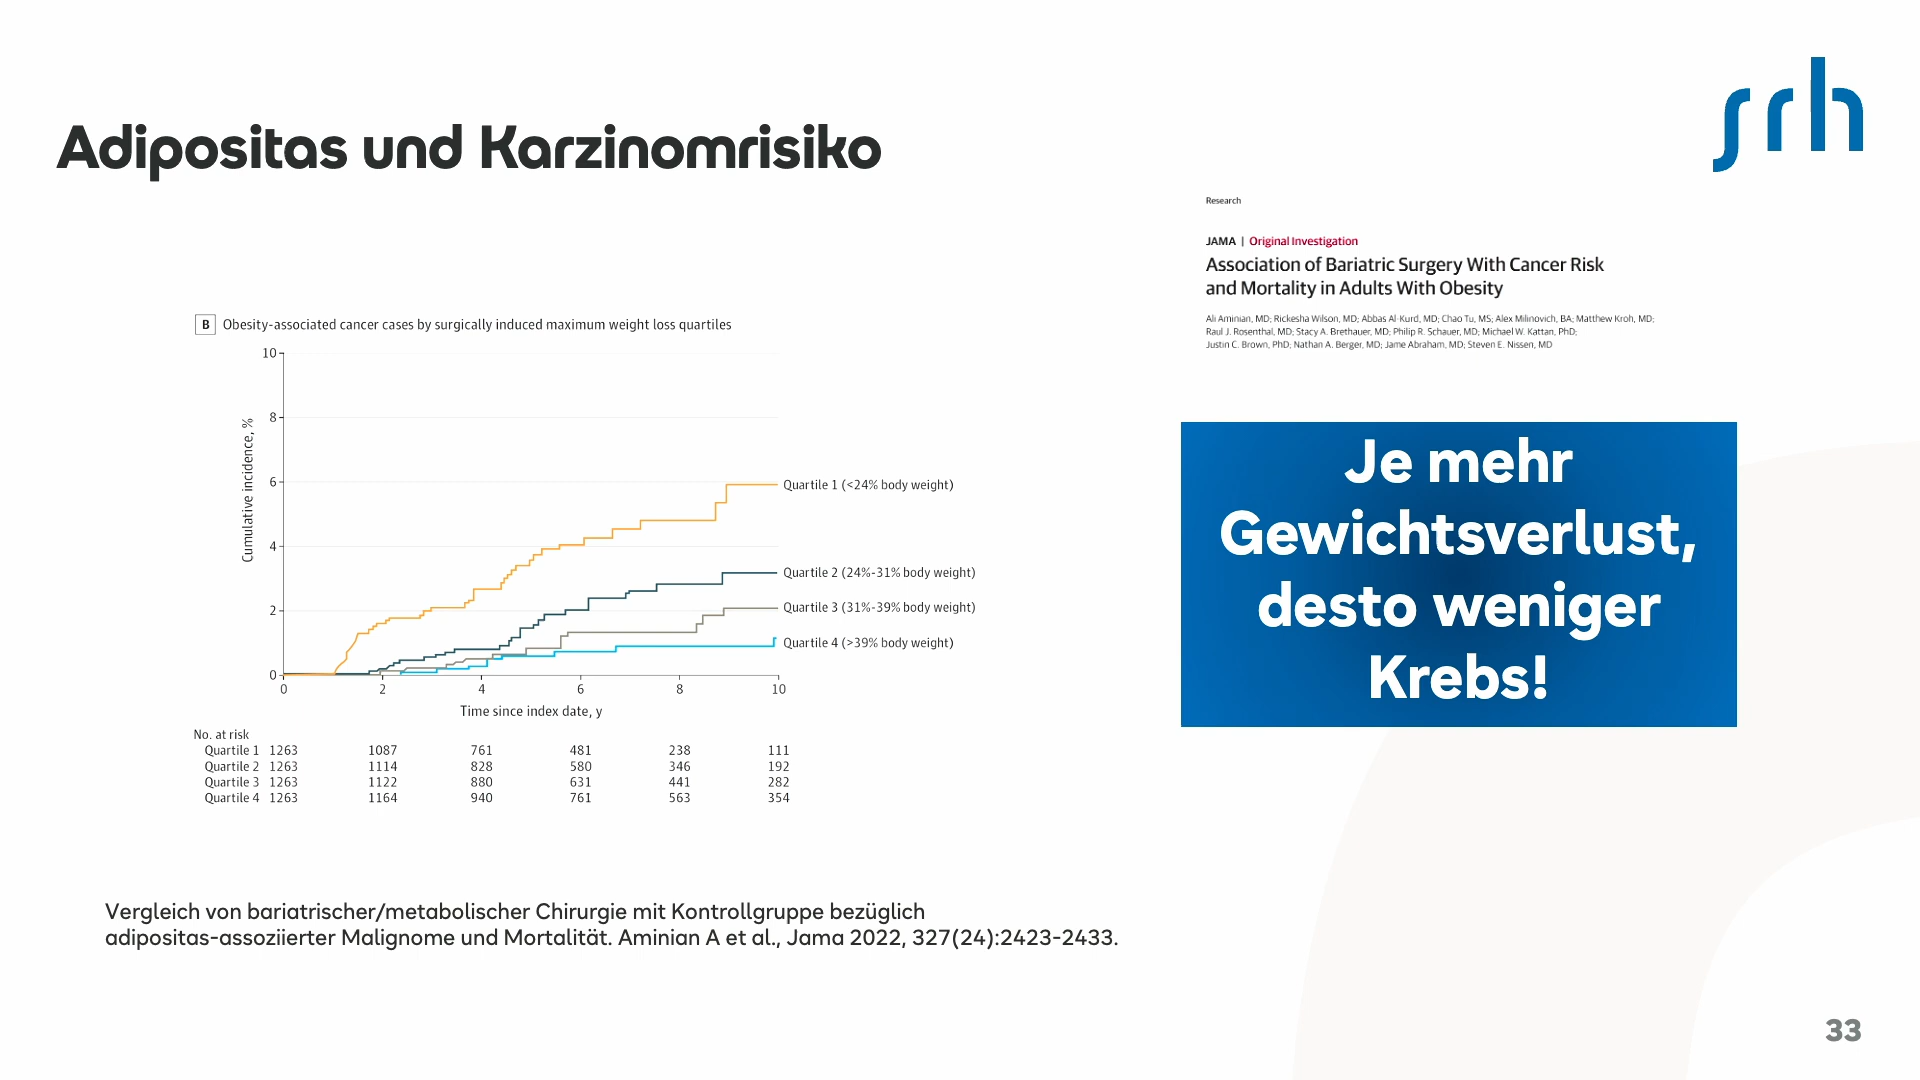 srh
Adipositas und Karzinomrisiko
Research
JAMA | Original Investigation
Association of Bariatric Surgery With Cancer Risk
and Mortality in Adults With Obesity
Ali Aminian, MD; Rickesha Wilson, MD; Abbas Al-Kurd, MD; Chao Tu, MS; Alex Milinovich, BA; Matthew Kroh, MD;
Raul J. Rosenthal, MD; Stacy A. Brethauer, MD; Philip R. Schauer, MD; Michael W. Kattan, PhD;
Justin C. Brown, PhD; Nathan A. Berger, MD; Jame Abraham, MD; Steven E. Nissen, MD
B Obesity-associated cancer cases by surgically induced maximum weight loss quartiles
10
8
6
4
2
0
Cumulative incidence, %
Quartile 1 (<24% body weight)
Quartile 2 (24%-31% body weight)
Quartile 3 (31%-39% body weight)
Quartile 4 (>39% body weight)
0 2 4 6 8 10
Time since index date, y
No. at risk
Quartile 1 1263 1087 761 481 238 111
Quartile 2 1263 1114 828 580 346 192
Quartile 3 1263 1122 880 631 441 282
Quartile 4 1263 1164 940 761 563 354
Je mehr
Gewichtsverlust,
desto weniger
Krebs!
Vergleich von bariatrischer/metabolischer Chirurgie mit Kontrollgruppe bezüglich
adipositas-assoziierter Malignome und Mortalität. Aminian A et al., Jama 2022, 327(24):2423-2433.
33